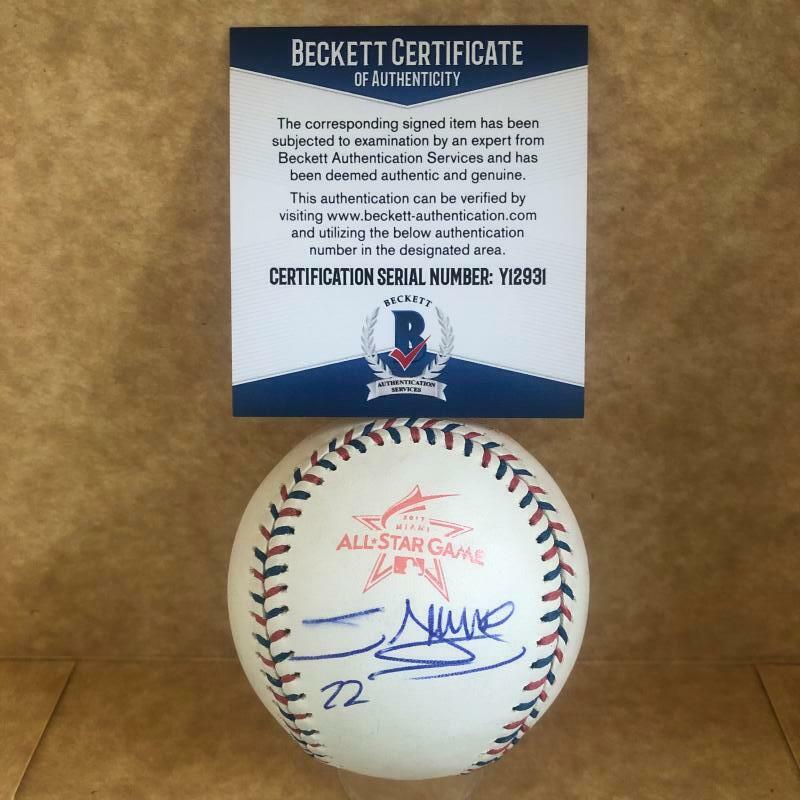 BECKETT CERTIFICATE
OF AUTHENTICITY
The corresponding signed item has been
subjected to examination by an expert from
Beckett Authentication Services and has
been deemed authentic and genuine.
This authentication can be verified by
visiting www.beckett-authentication.com
and utilizing the below authentication
number in the designated area.
CERTIFICATION SERIAL NUMBER: Y12931
BECKETT
B
AUTHENTICATION
SERVICES
2017
MIAMI
ALL★STAR GAME
22